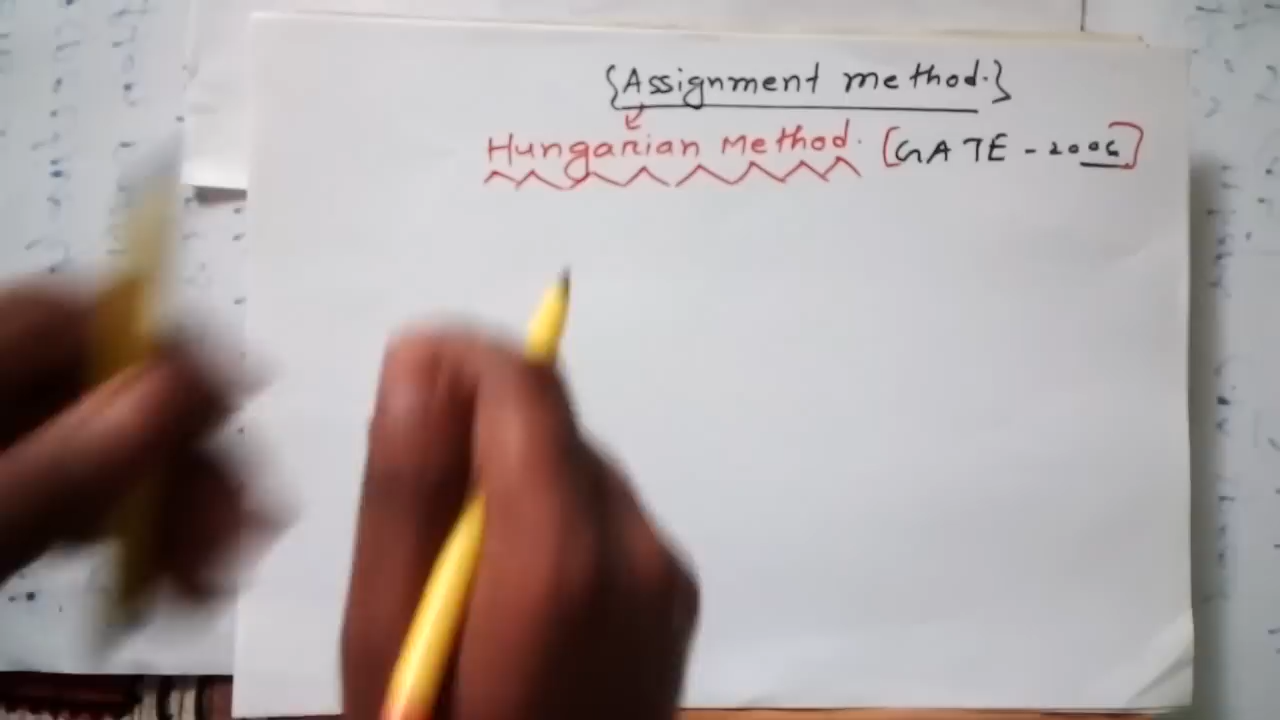 {Assignment method.}
Hungarian Method. [GATE - 2006]